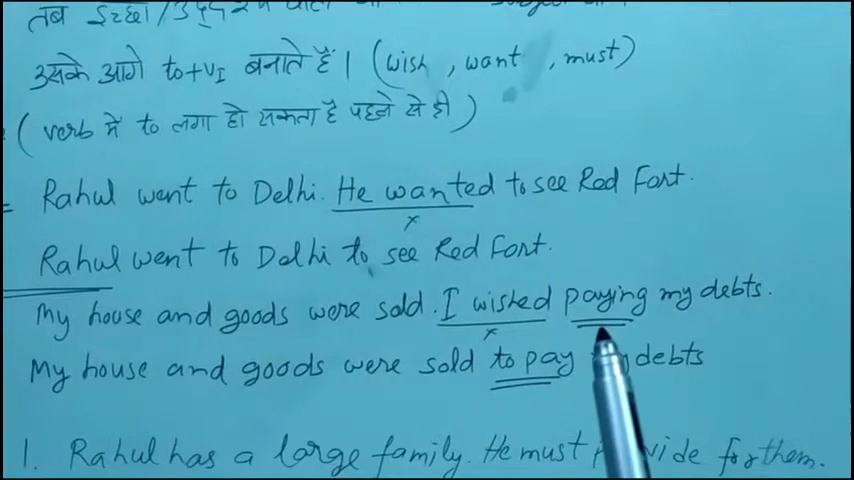 तब इच्छा / उद्देश्य
उसके आगे to+V1 बनाते हैं। (wish, want, must)
(verb में to लगा हो सकता है पहले से ही)
= Rahul went to Delhi. He wanted to see Red Fort.
x
Rahul went to Delhi to see Red Fort.
My house and goods were sold. I wished paying my debts.
x
My house and goods were sold to pay debts
1. Rahul has a large family. He must for them.